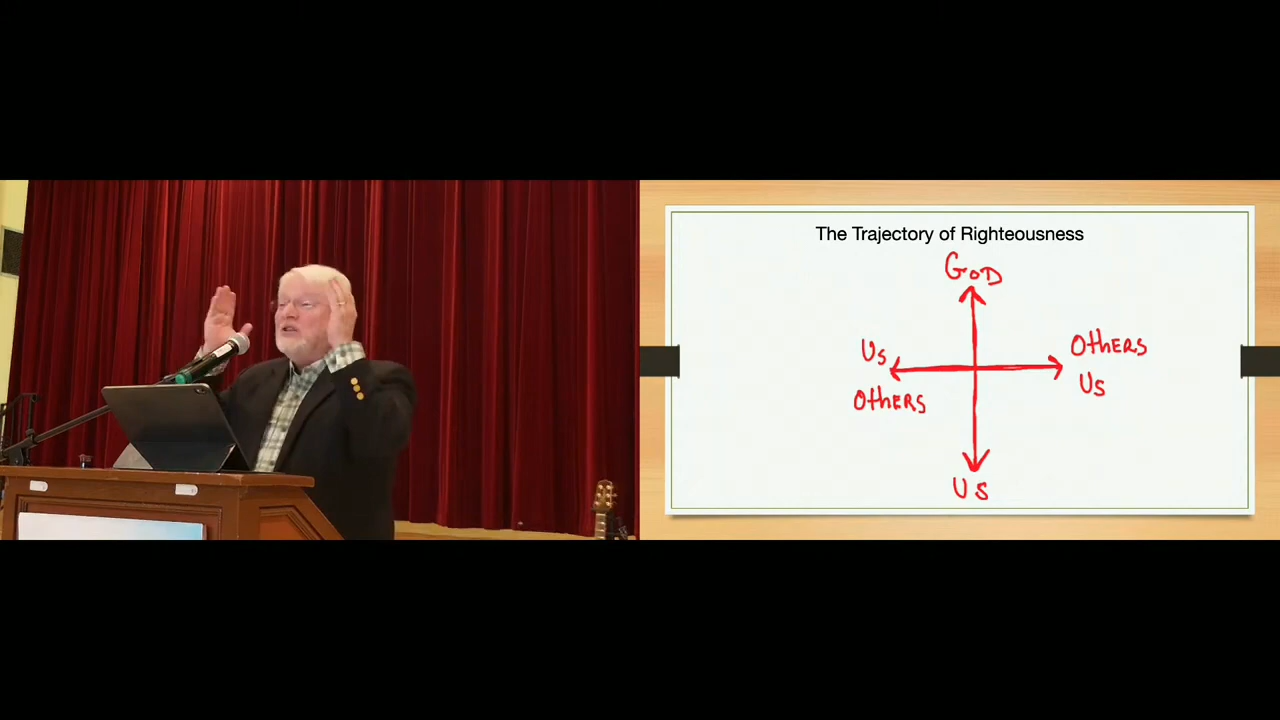 The Trajectory of Righteousness
GOD
Us
OthERS
OthERS
Us
US